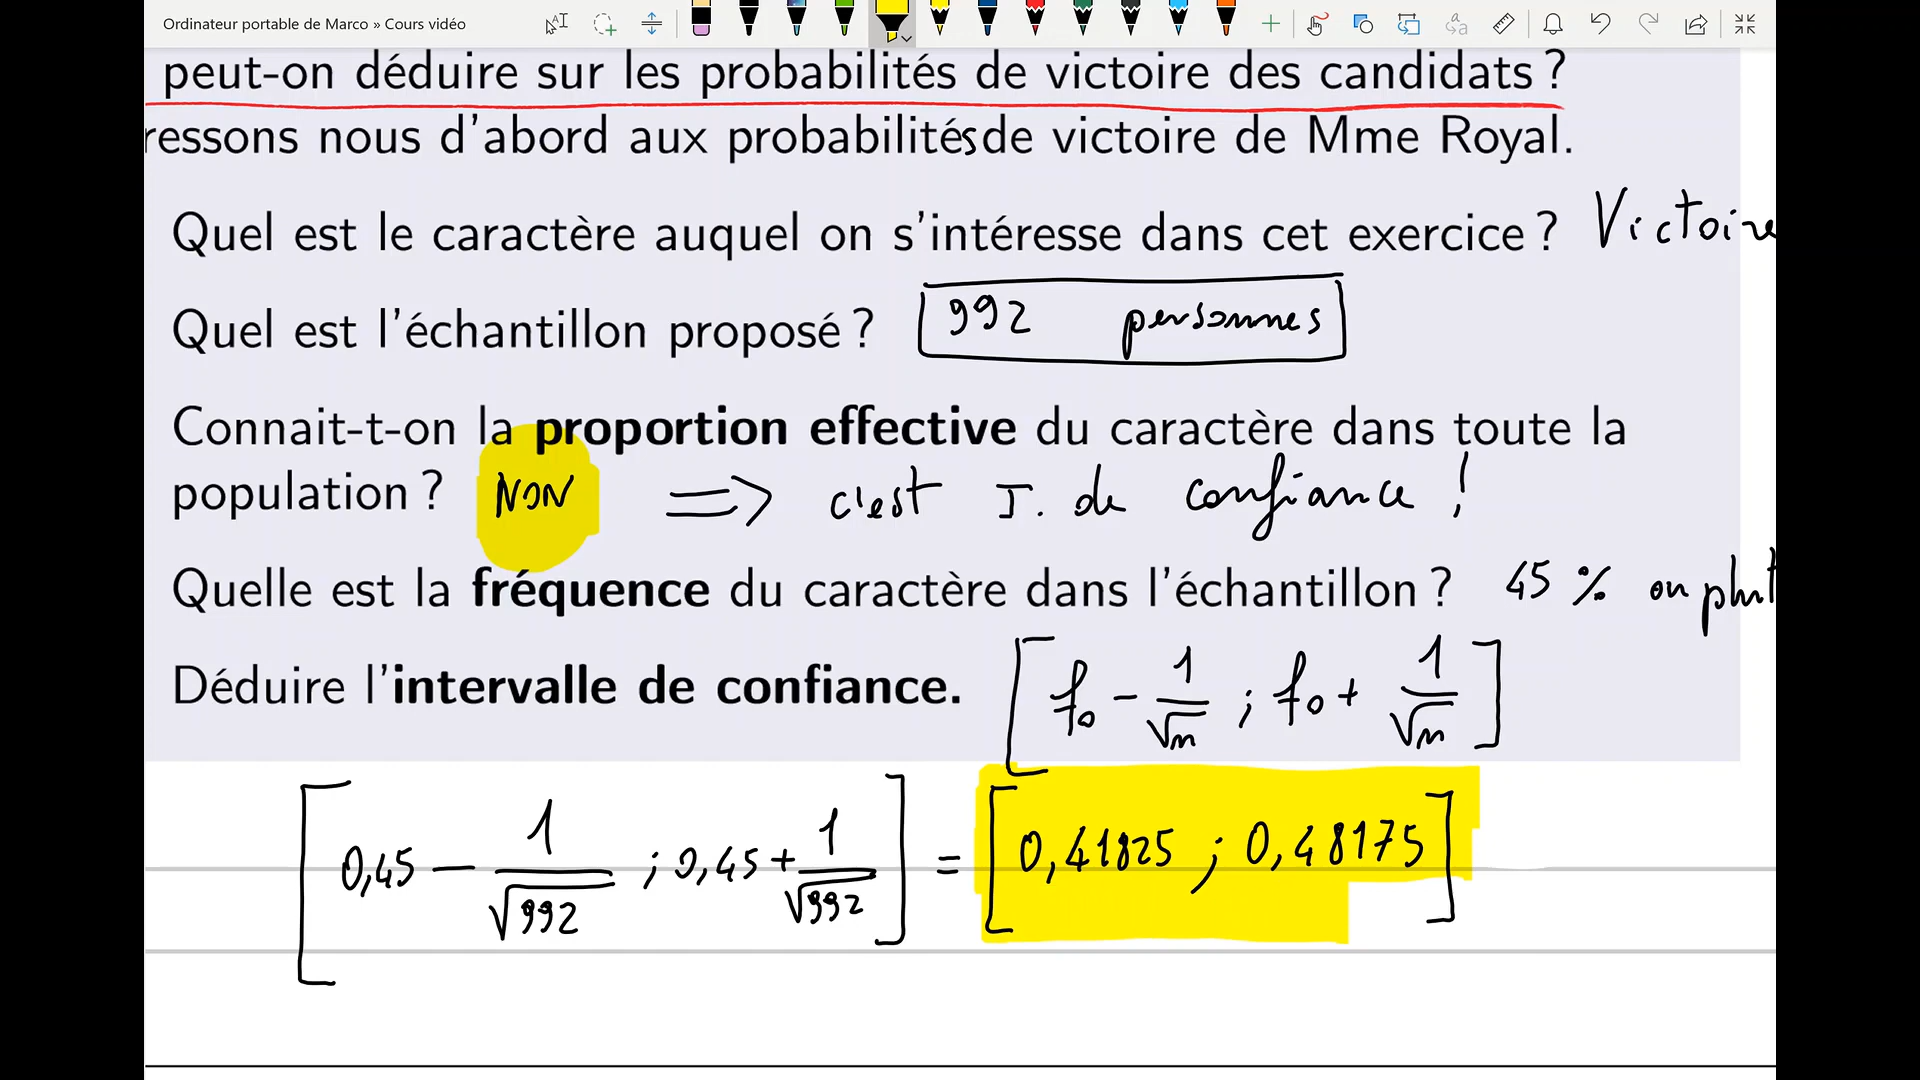 Ordinateur portable de Marco » Cours vidéo
peut-on déduire sur les probabilités de victoire des candidats ?
ressons nous d'abord aux probabilités de victoire de Mme Royal.
Quel est le caractère auquel on s'intéresse dans cet exercice ? Victoire
Quel est l'échantillon proposé ? 992 personnes
Connait-t-on la proportion effective du caractère dans toute la
population ? NON => c'est I. de confiance !
Quelle est la fréquence du caractère dans l'échantillon ? 45 % ou plut
Déduire l'intervalle de confiance. [f₀ - 1/√n ; f₀ + 1/√n]
[0,45 - 1/√992 ; 0,45 + 1/√992] = [0,41825 ; 0,48175]